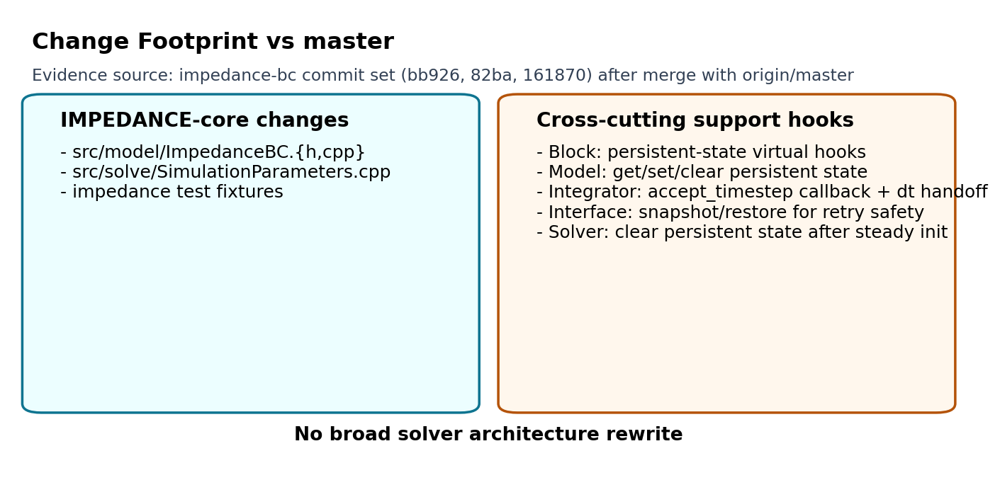 Change Footprint vs master
Evidence source: impedance-bc commit set (bb926, 82ba, 161870) after merge with origin/master
IMPEDANCE-core changes
- src/model/ImpedanceBC.{h,cpp}
- src/solve/SimulationParameters.cpp
- impedance test fixtures
Cross-cutting support hooks
- Block: persistent-state virtual hooks
- Model: get/set/clear persistent state
- Integrator: accept_timestep callback + dt handoff
- Interface: snapshot/restore for retry safety
- Solver: clear persistent state after steady init
No broad solver architecture rewrite